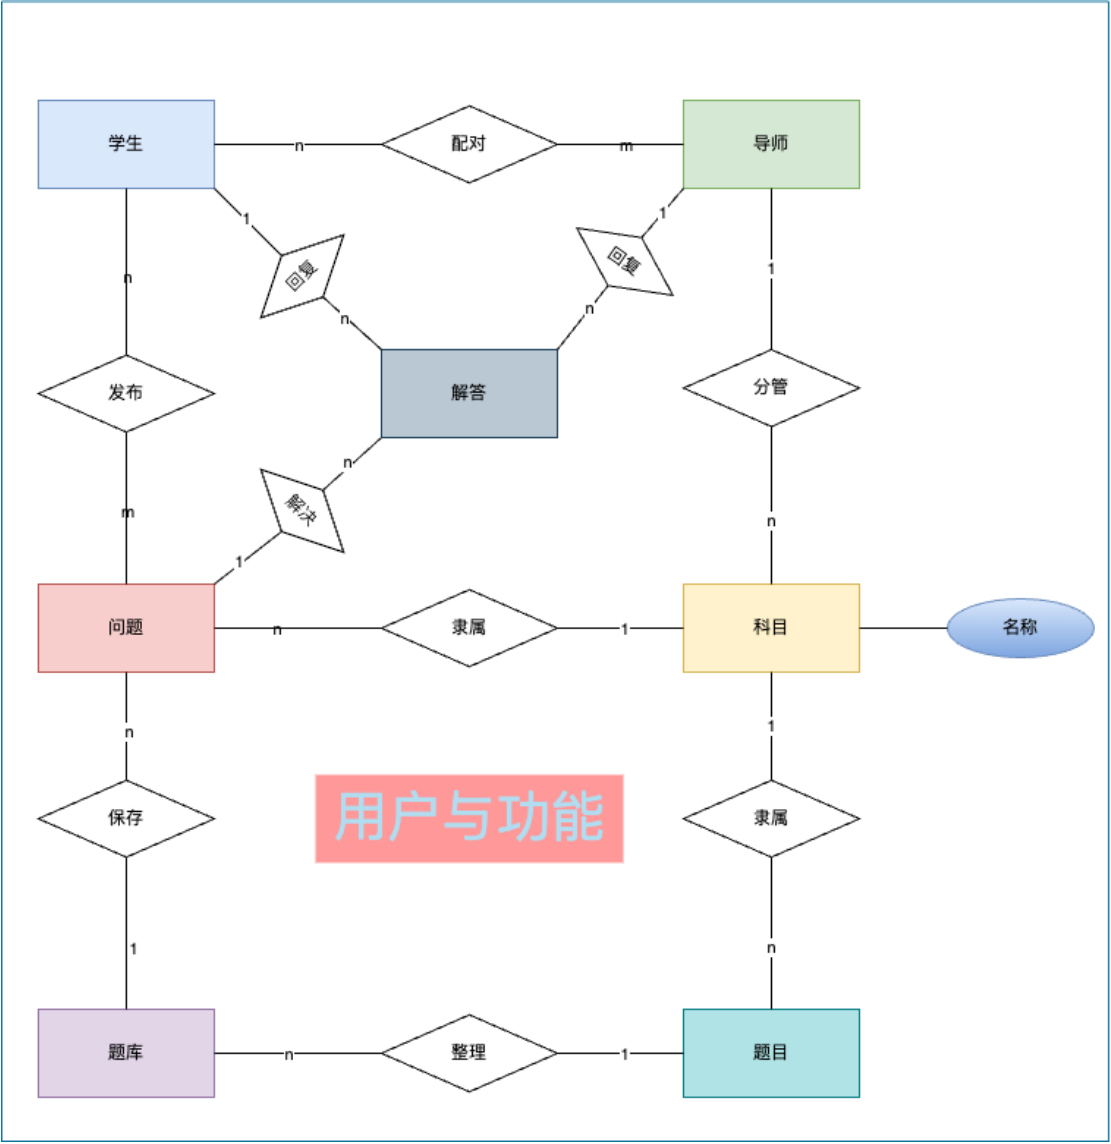 学生
n
配对
m
导师
1
回复
n
1
回复
n
1
n
发布
m
解答
分管
n
n
解决
1
问题
n
隶属
1
科目
名称
n
保存
1
用户与功能
1
隶属
n
题库
n
整理
1
题目